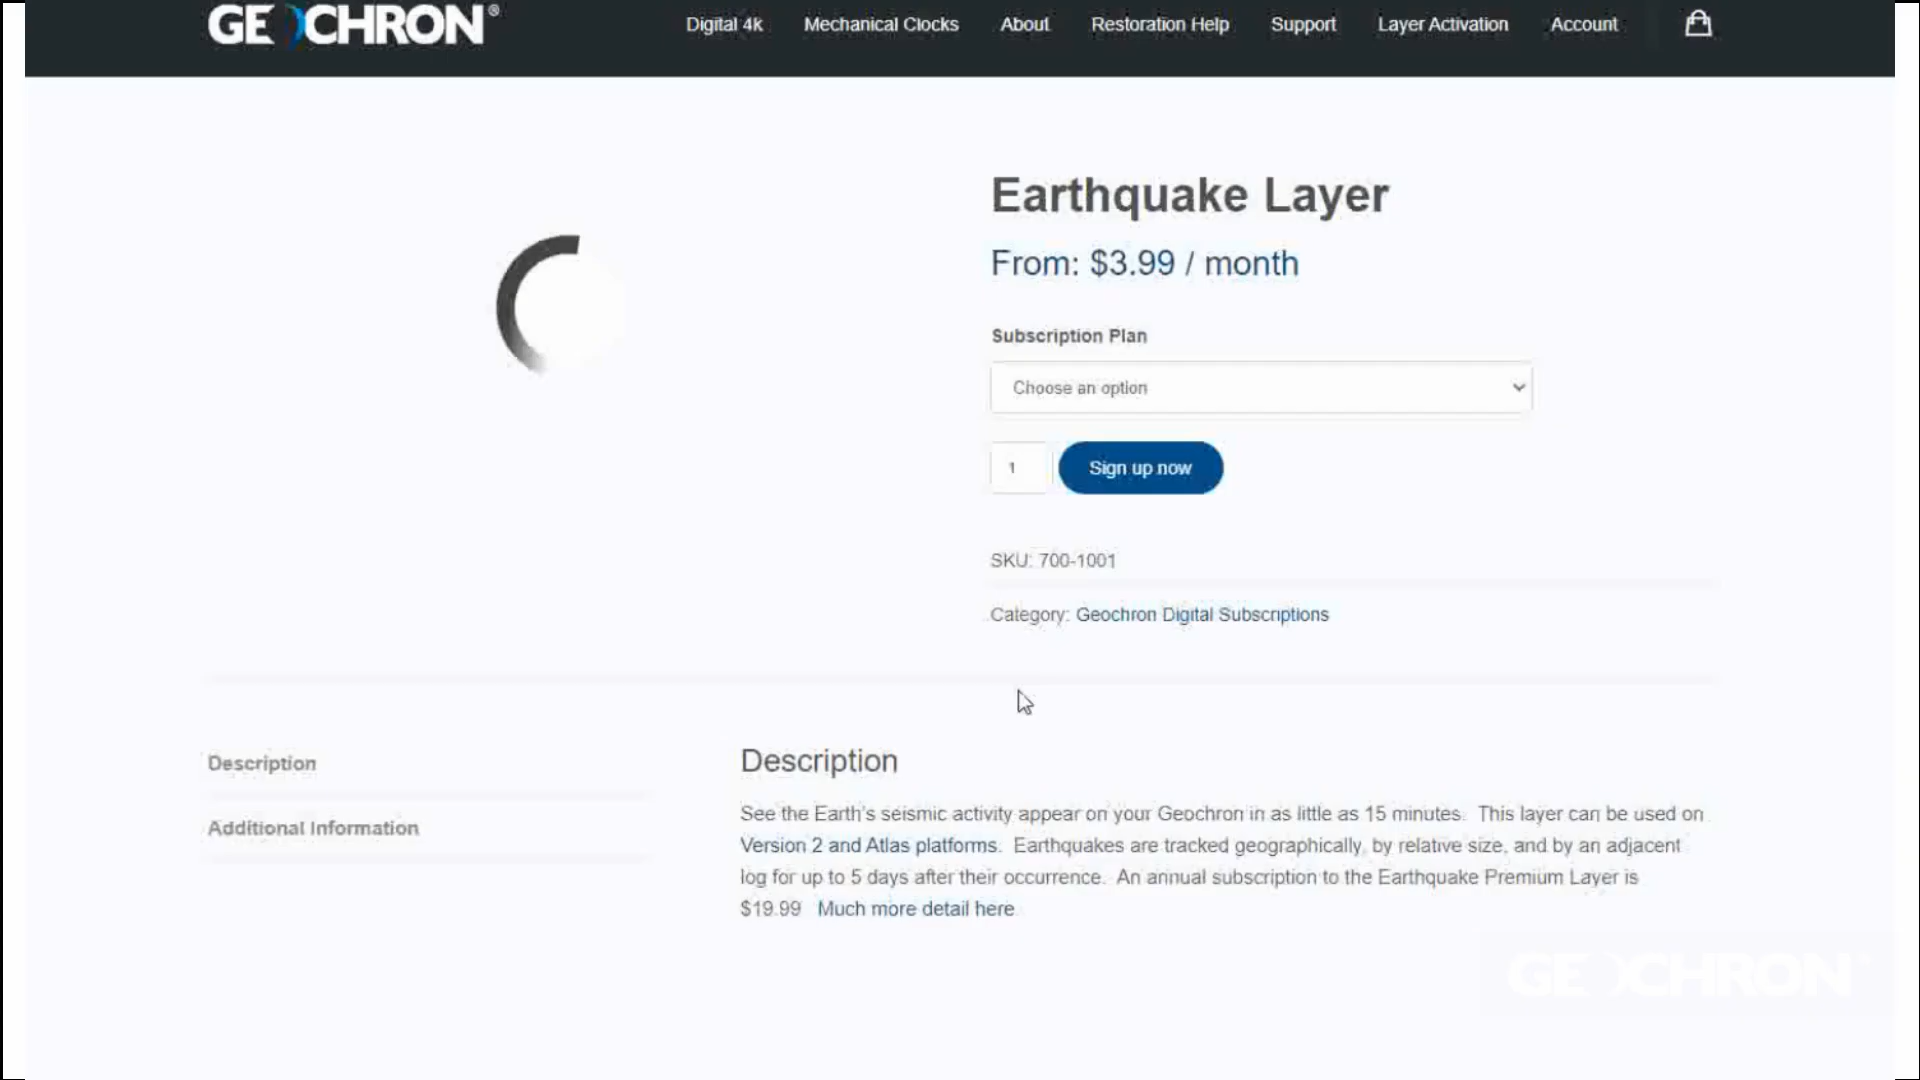 GEOCHRON®
Digital 4k Mechanical Clocks About Restoration Help Support Layer Activation Account
Earthquake Layer
From: $3.99 / month
Subscription Plan
Choose an option
1 Sign up now
SKU: 700-1001
Category: Geochron Digital Subscriptions
Description
Additional Information
Description
See the Earth's seismic activity appear on your Geochron in as little as 15 minutes. This layer can be used on
Version 2 and Atlas platforms. Earthquakes are tracked geographically, by relative size, and by an adjacent
log for up to 5 days after their occurrence. An annual subscription to the Earthquake Premium Layer is
$19.99 Much more detail here.
GEOCHRON